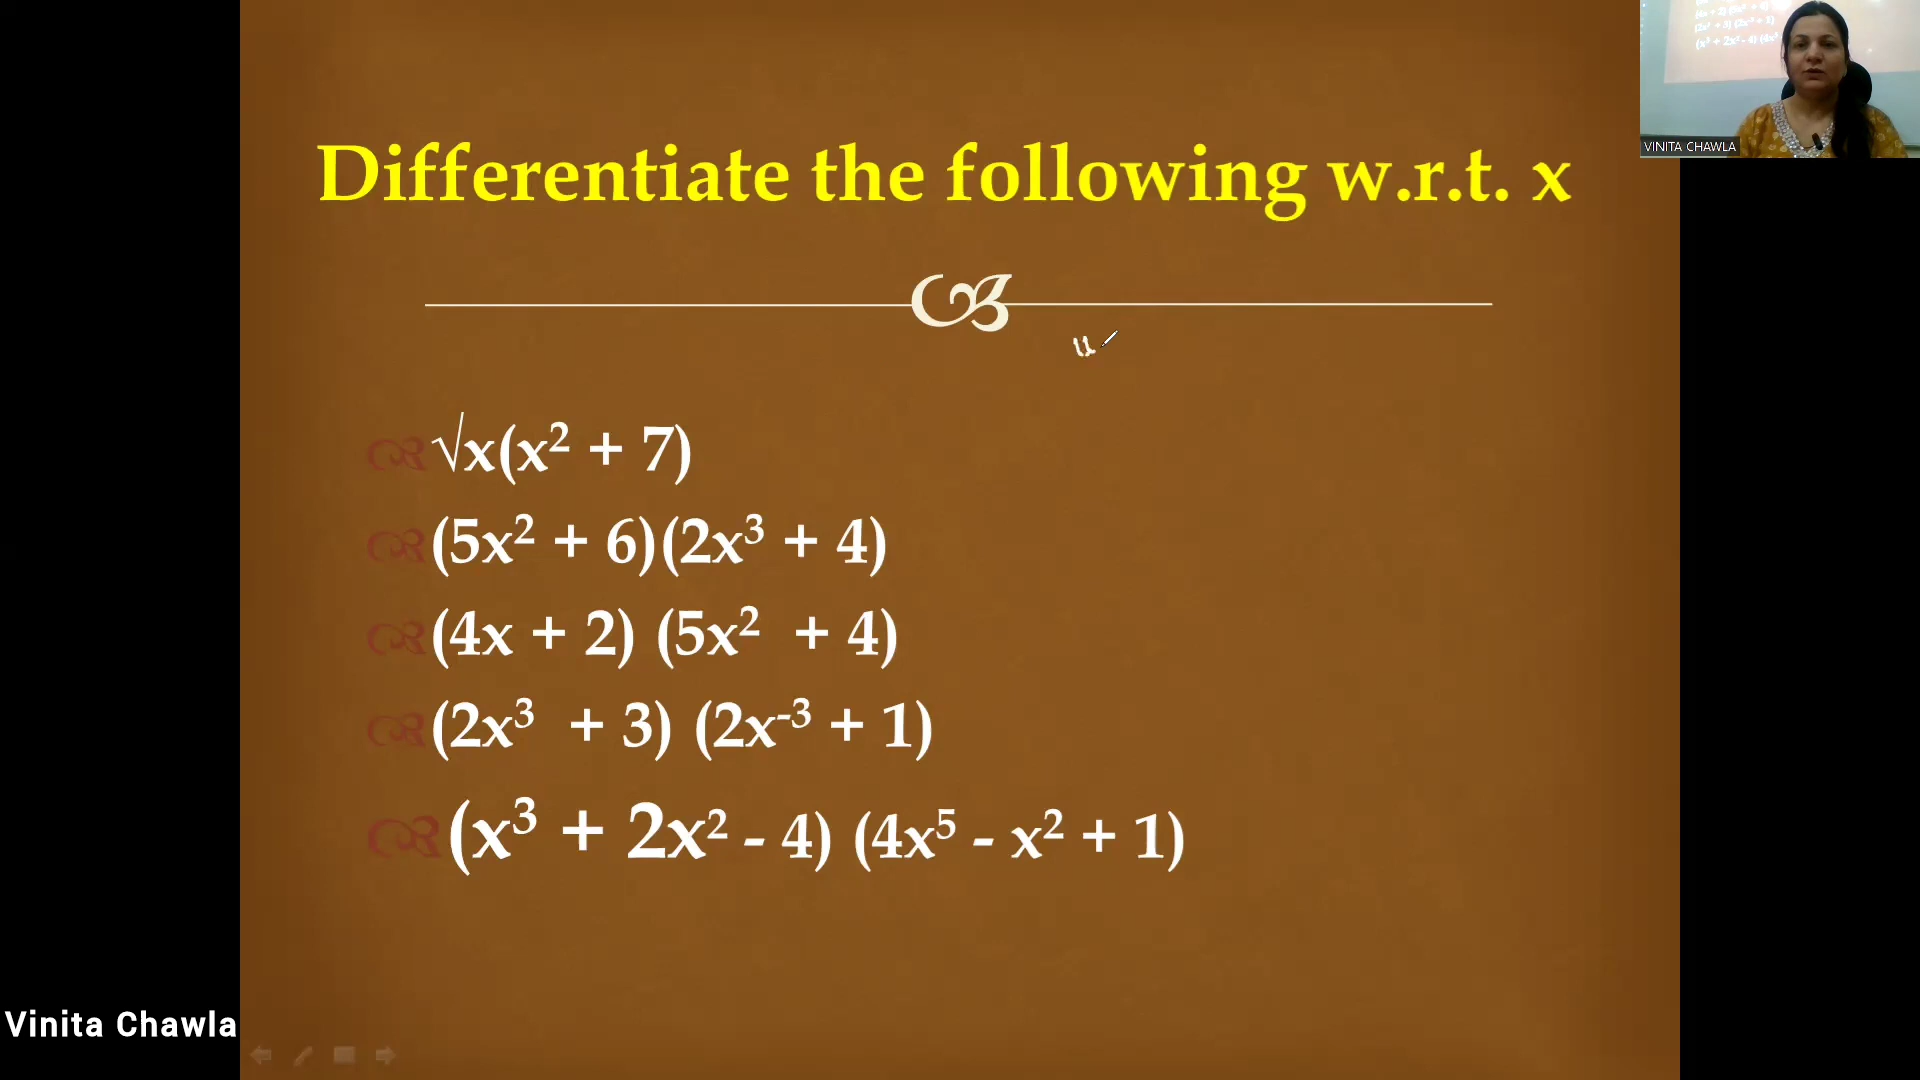 Differentiate the following w.r.t. x
u
√x(x² + 7)
(5x² + 6)(2x³ + 4)
(4x + 2) (5x² + 4)
(2x³ + 3) (2x⁻³ + 1)
(x³ + 2x² - 4) (4x⁵ - x² + 1)
VINITA CHAWLA
Vinita Chawla